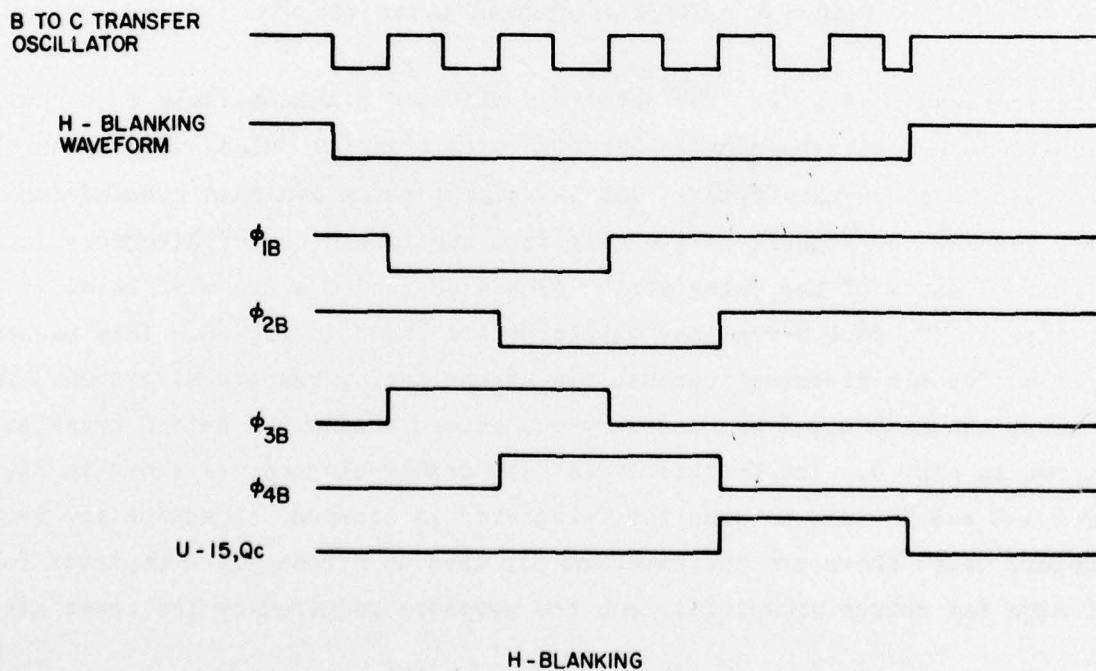 B TO C TRANSFER
OSCILLATOR
H - BLANKING
WAVEFORM
ϕ1B
ϕ2B
ϕ3B
ϕ4B
U - 15,Qc
H-BLANKING